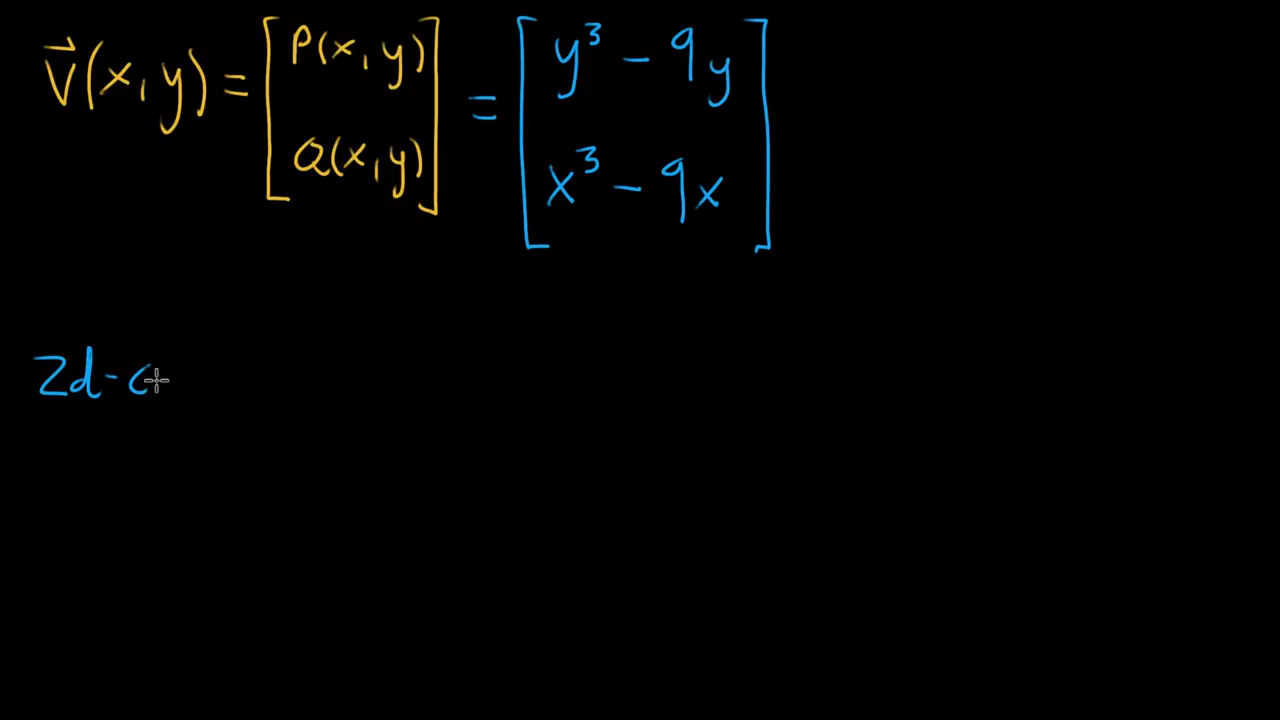 V⃗(x, y) = [P(x, y) Q(x, y)] = [y³ - 9y x³ - 9x]
2d-c